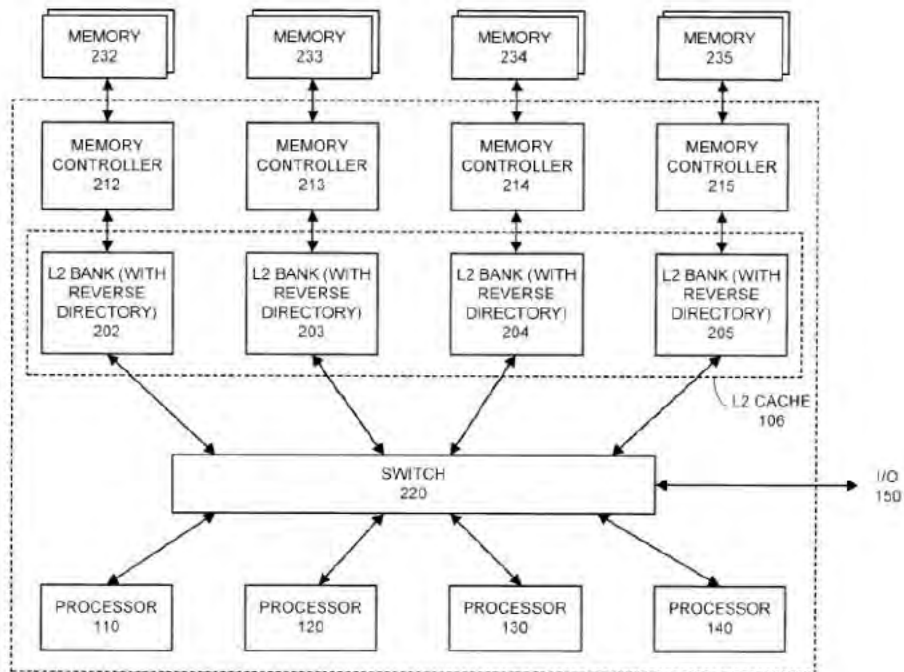 MEMORY
232
MEMORY
233
MEMORY
234
MEMORY
235
MEMORY
CONTROLLER
212
MEMORY
CONTROLLER
213
MEMORY
CONTROLLER
214
MEMORY
CONTROLLER
215
L2 BANK (WITH
REVERSE
DIRECTORY)
202
L2 BANK (WITH
REVERSE
DIRECTORY)
203
L2 BANK (WITH
REVERSE
DIRECTORY)
204
L2 BANK (WITH
REVERSE
DIRECTORY)
205
L2 CACHE
106
SWITCH
220
I/O
150
PROCESSOR
110
PROCESSOR
120
PROCESSOR
130
PROCESSOR
140